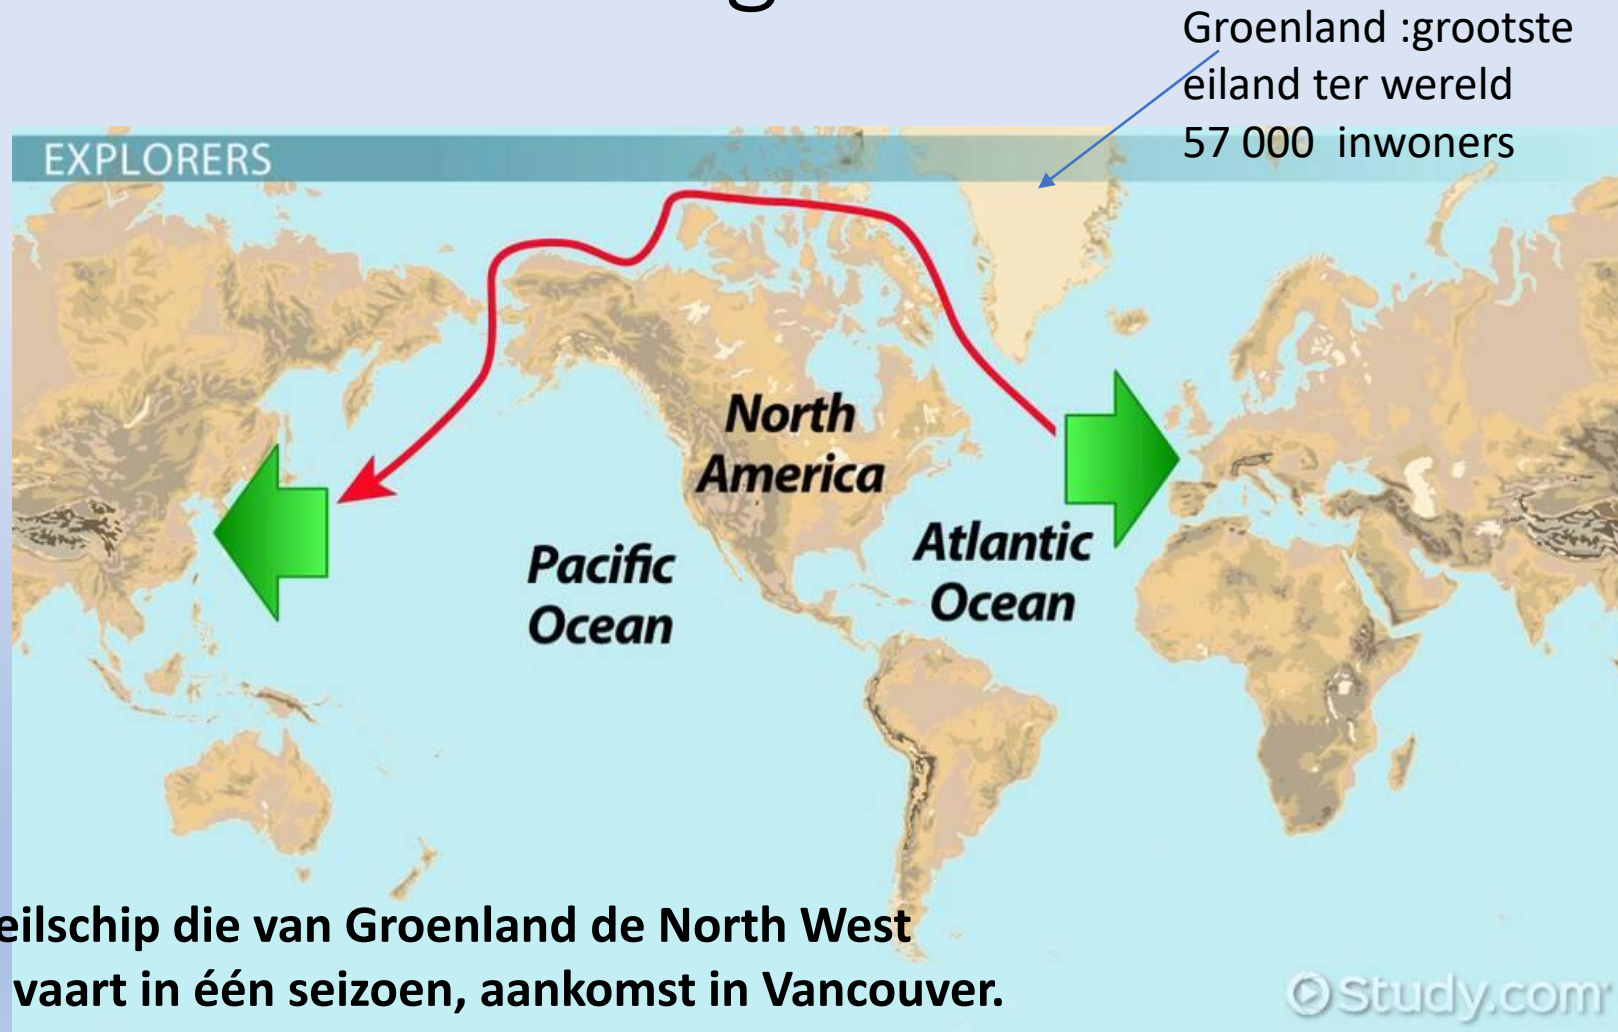 Groenland :grootste
eiland ter wereld
57 000 inwoners
EXPLORERS
North
America
Pacific
Ocean
Atlantic
Ocean
eilschip die van Groenland de North West
vaart in één seizoen, aankomst in Vancouver.
Study.com